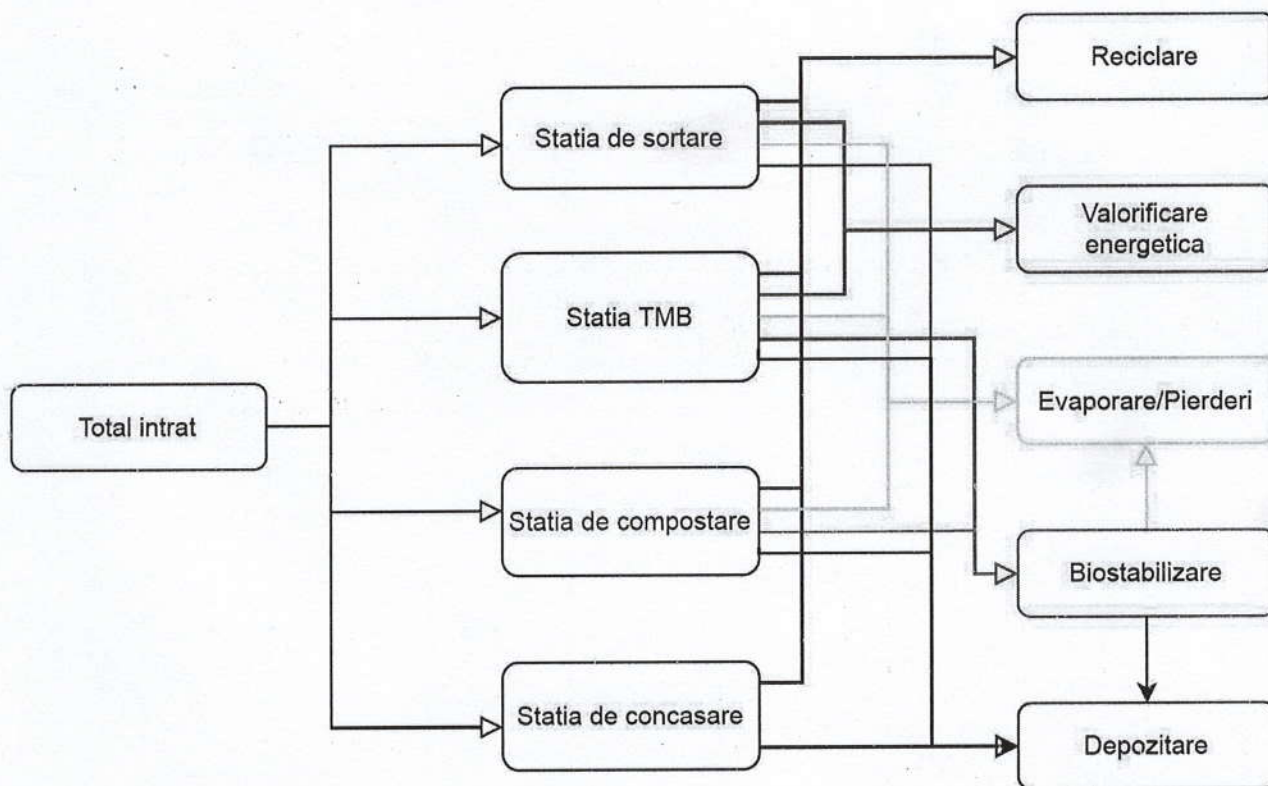 Reciclare
Statia de sortare
Valorificare
energetica
Statia TMB
Evaporare/Pierderi
Total intrat
Statia de compostare
Biostabilizare
Statia de concasare
Depozitare